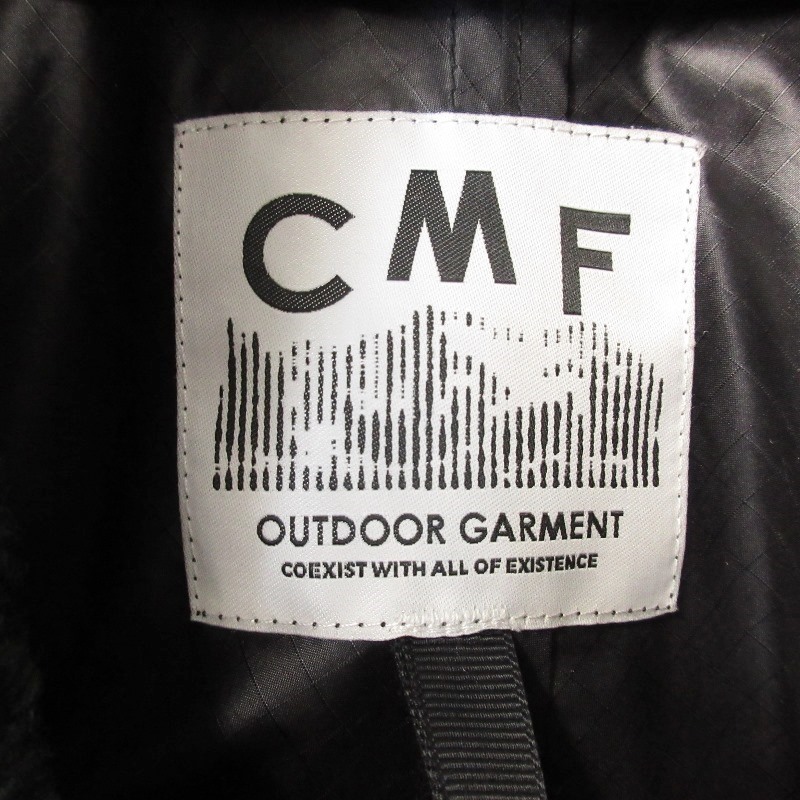 CMF
OUTDOOR GARMENT
COEXIST WITH ALL OF EXISTENCE